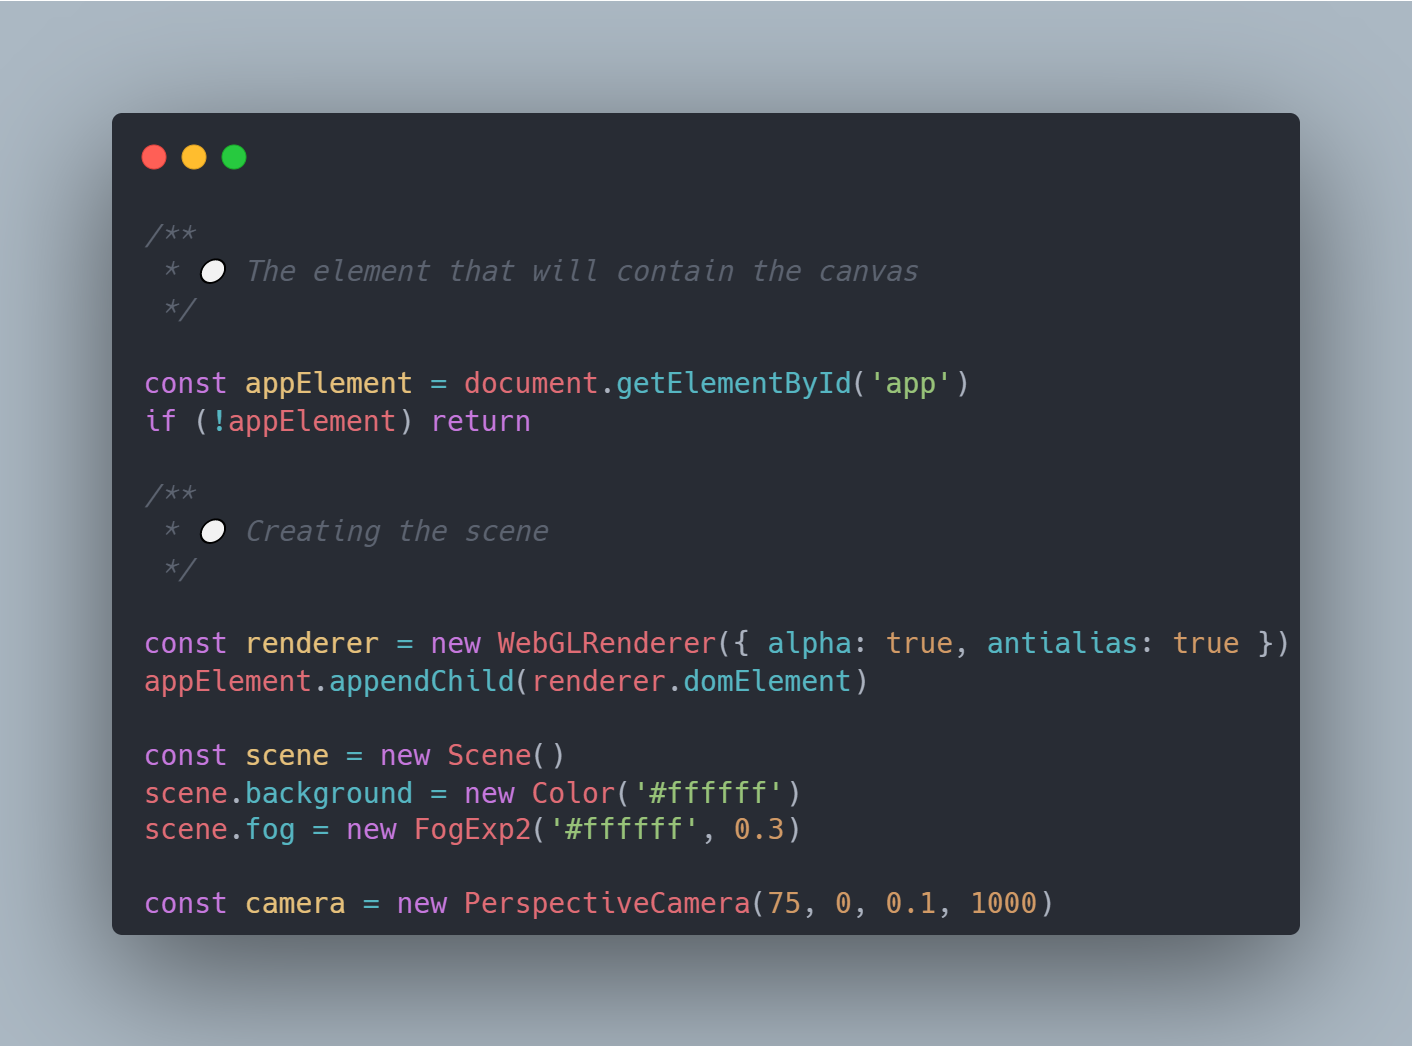 /**
 * ⚪ The element that will contain the canvas
 */
const appElement = document.getElementById('app')
if (!appElement) return
/**
 * ⚪ Creating the scene
 */
const renderer = new WebGLRenderer({ alpha: true, antialias: true })
appElement.appendChild(renderer.domElement)
const scene = new Scene()
scene.background = new Color('#ffffff')
scene.fog = new FogExp2('#ffffff', 0.3)
const camera = new PerspectiveCamera(75, 0, 0.1, 1000)